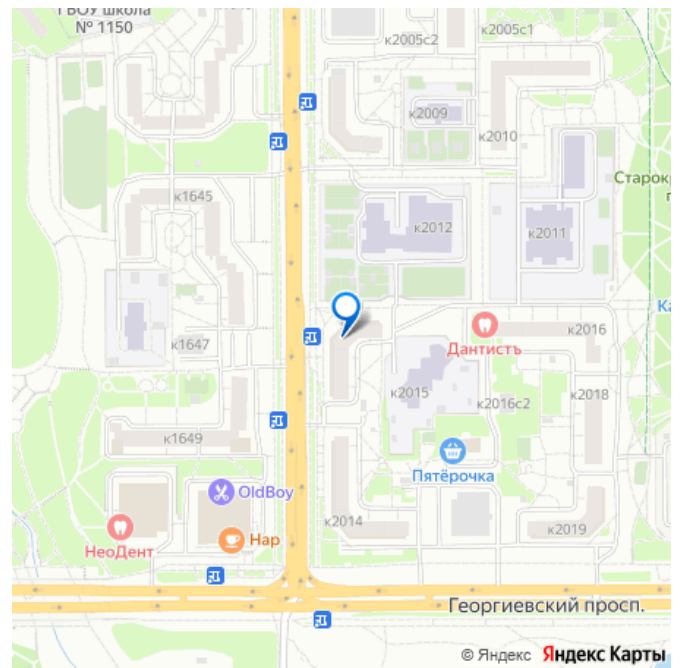 ГБОУ школа
№ 1150
к2005с2
к2005с1
к2009
к2010
к1645
к2012
к2011
Старокр
к1647
Дантистъ
к2016
к2015
к2016с2
к2018
к1649
OldBoy
Пятёрочка
НеоДент
Нар
к2014
к2019
Георгиевский просп.
© Яндекс Яндекс Карты